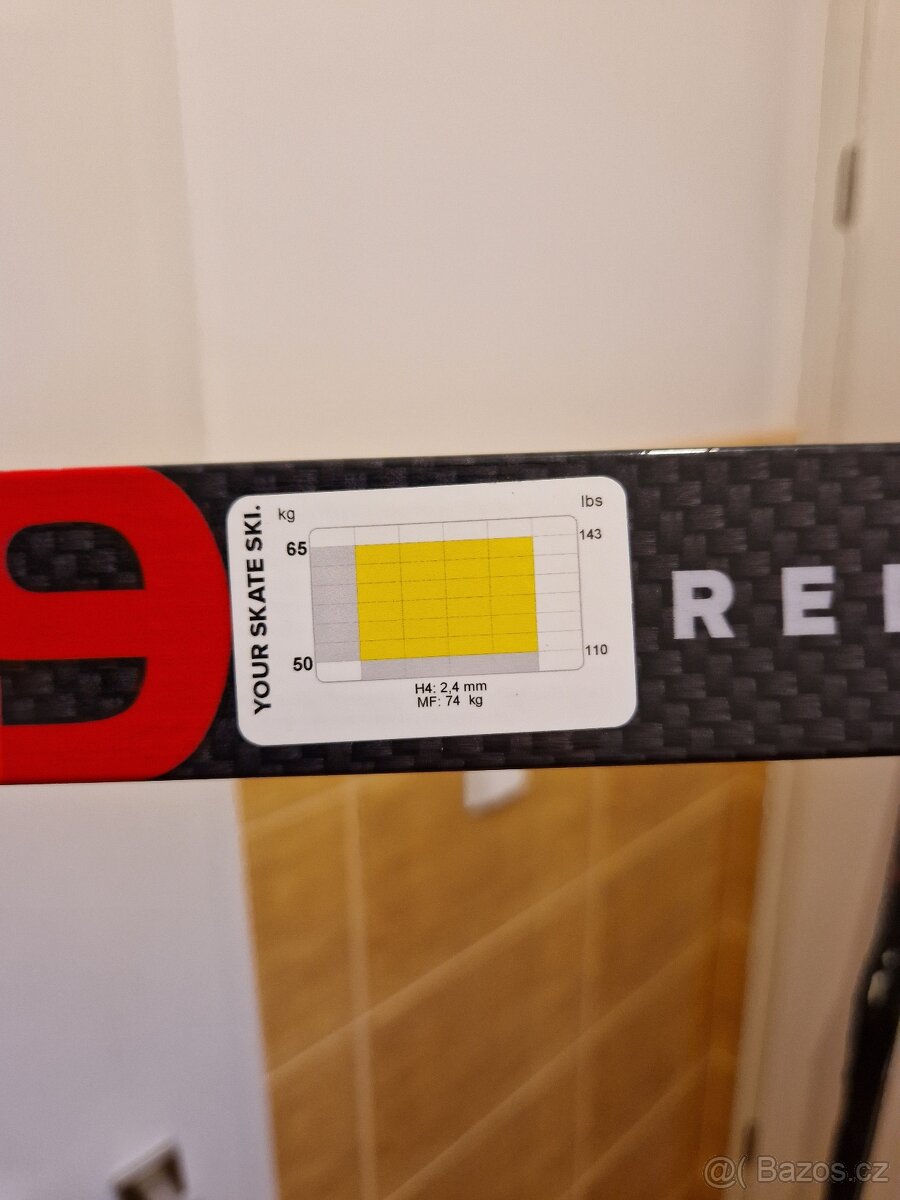 9
YOUR SKATE SKI.
kg
lbs
65
143
50
110
H4: 2,4 mm
MF: 74 kg
RE
@( Bazos.cz